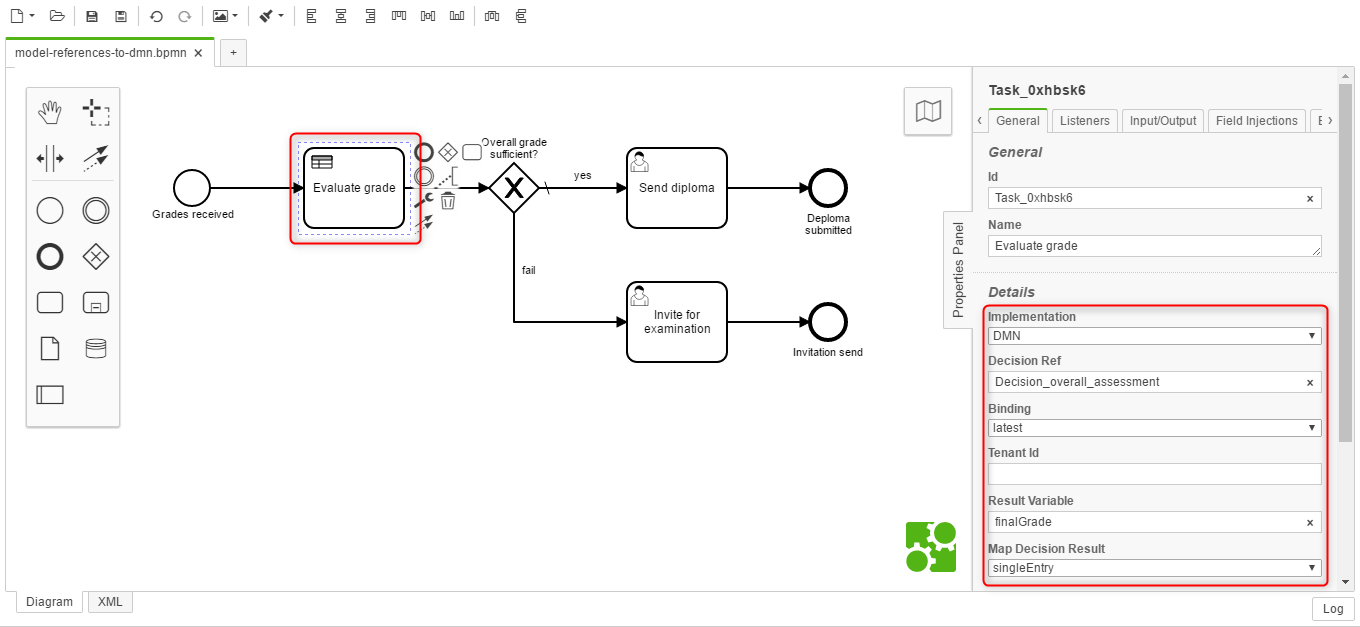 model-references-to-dmn.bpmn ×
+
Grades received
Evaluate grade
Overall grade
sufficient?
yes
fail
Send diploma
Deploma
submitted
Invite for
examination
Invitation send
Properties Panel
Task_0xhbsk6
General
Listeners
Input/Output
Field Injections
E
General
Id
Task_0xhbsk6 ×
Name
Evaluate grade
Details
Implementation
DMN
Decision Ref
Decision_overall_assessment ×
Binding
latest
Tenant Id
Result Variable
finalGrade ×
Map Decision Result
singleEntry
Diagram
XML
Log